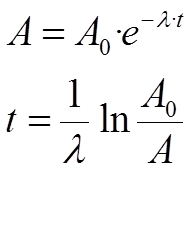 A = A₀·e^(−λ·t)
t = 1/λ ln A₀/A